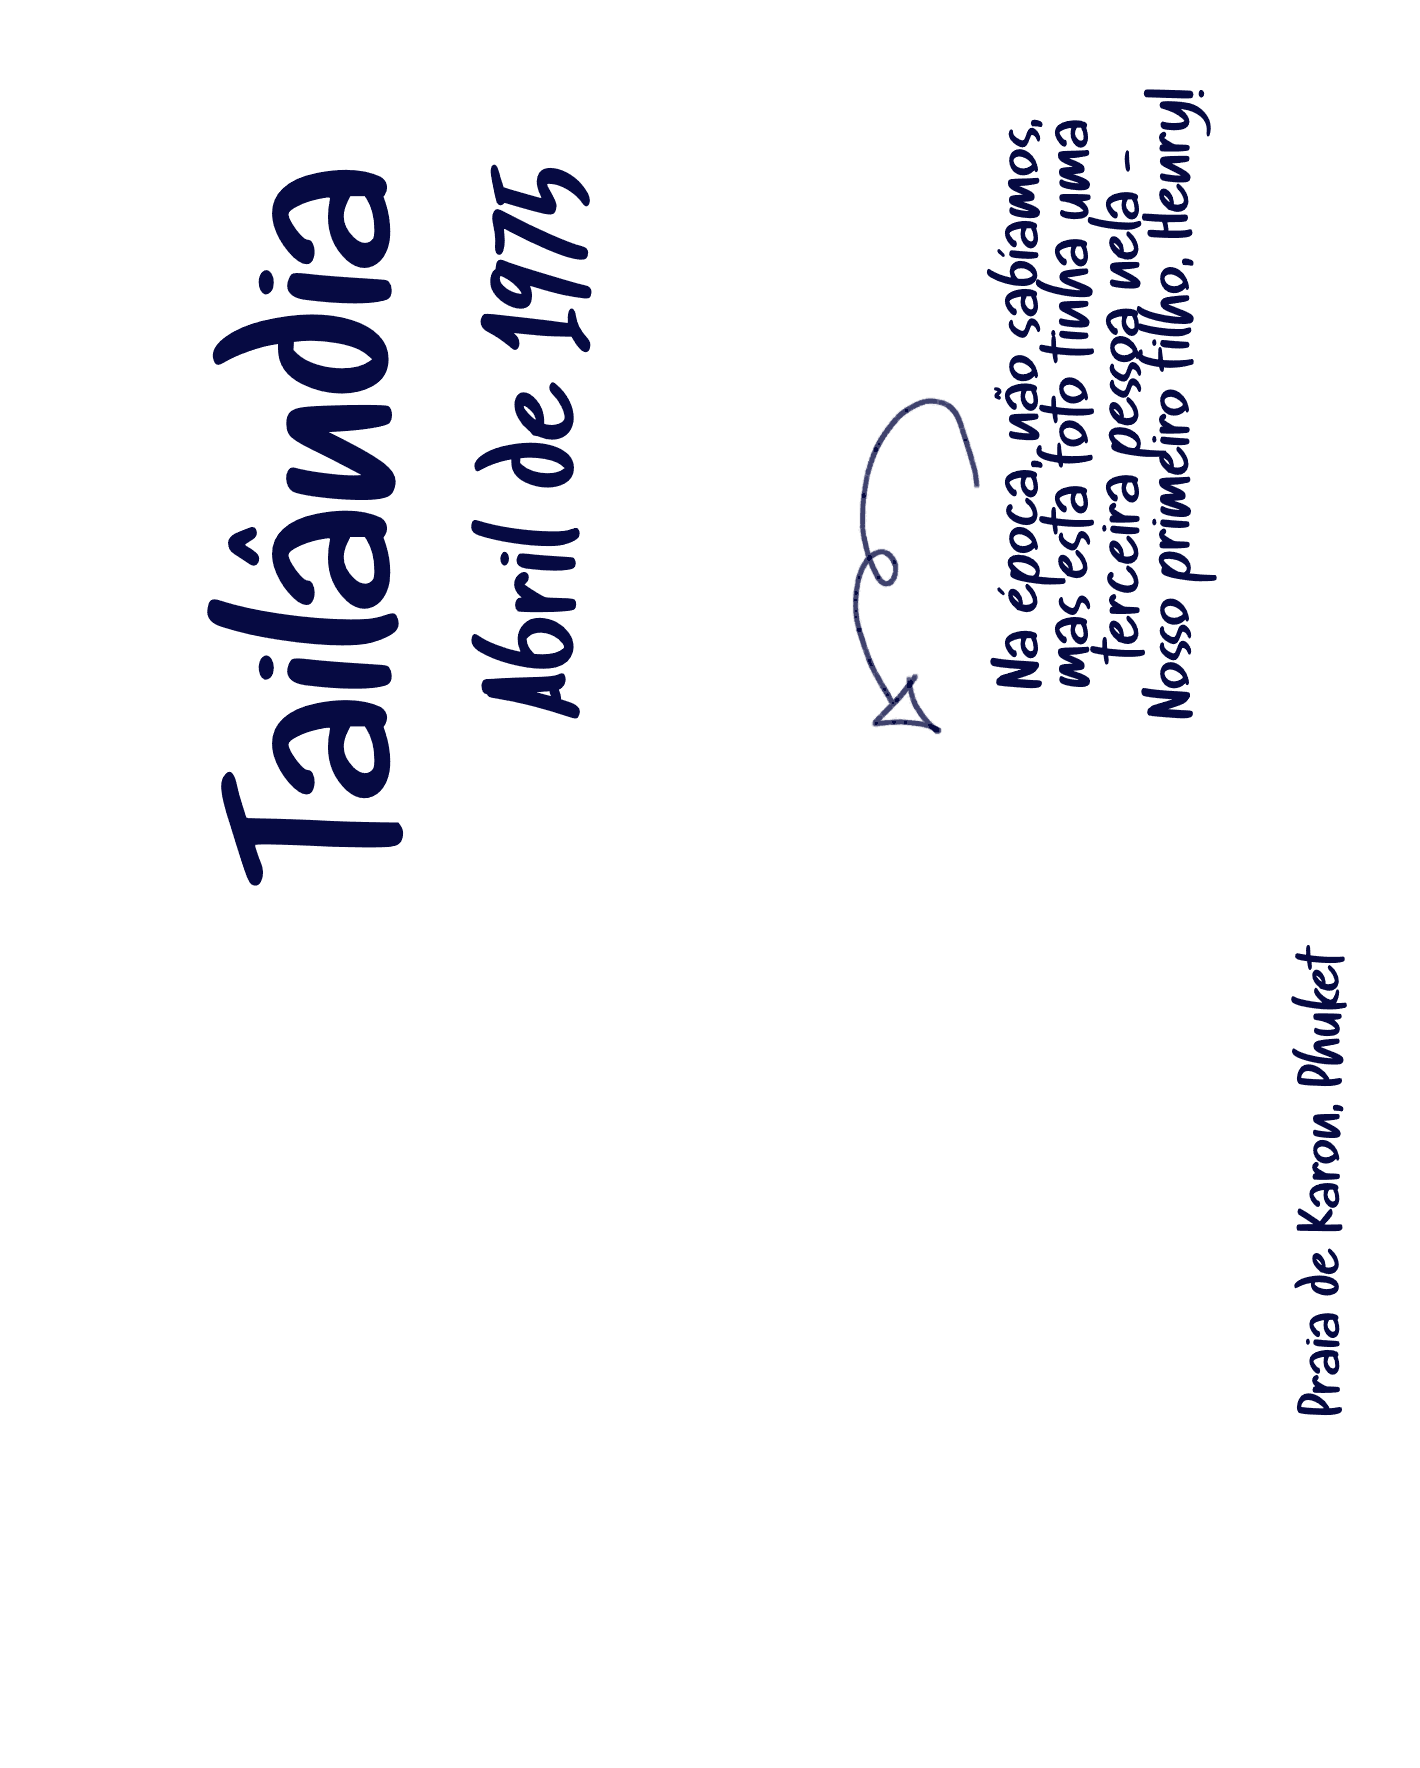 Tailândia
Abril de 1975
Na época, não sabíamos,
mas esta foto tinha uma
terceira pessoa nela -
Nosso primeiro filho, Henry!
Praia de Karon, Phuket